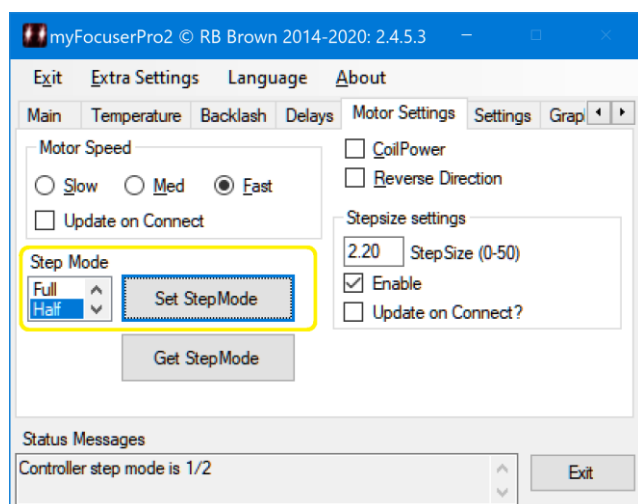 myFocuserPro2 © RB Brown 2014-2020: 2.4.5.3
Exit Extra Settings Language About
Main Temperature Backlash Delays Motor Settings Settings Grap
Motor Speed
Slow Med Fast
Update on Connect
CoilPower
Reverse Direction
Stepsize settings
2.20 StepSize (0-50)
Enable
Update on Connect?
Step Mode
Full
Half
Set StepMode
Get StepMode
Status Messages
Controller step mode is 1/2
Exit